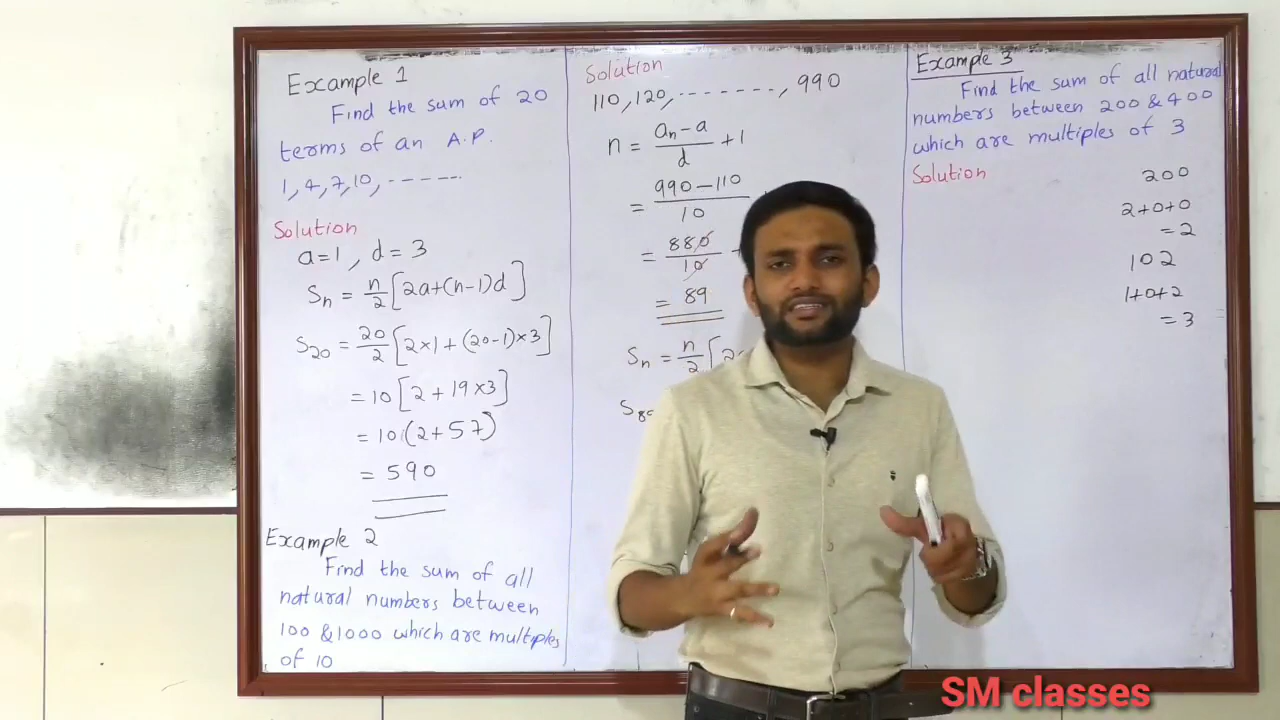 Example 1
Find the sum of 20
terms of an A.P.
1, 4, 7, 10, -------
Solution
a=1, d=3
Sn = n/2 [2a+(n-1)d]
S20 = 20/2 [2×1+(20-1)×3]
= 10 [2+19×3]
= 10 (2+57)
= 590
Example 2
Find the sum of all
natural numbers between
100 & 1000 which are multiples
of 10
Solution
110, 120, --------, 990
n = an-a/d +1
= 990-110/10
= 880/10 +
= 89
Sn = n/2 [2a
S89
Example 3
Find the sum of all natural
numbers between 200 & 400
which are multiples of 3
Solution
200
2+0+0
= 2
102
1+0+2
= 3
SM classes